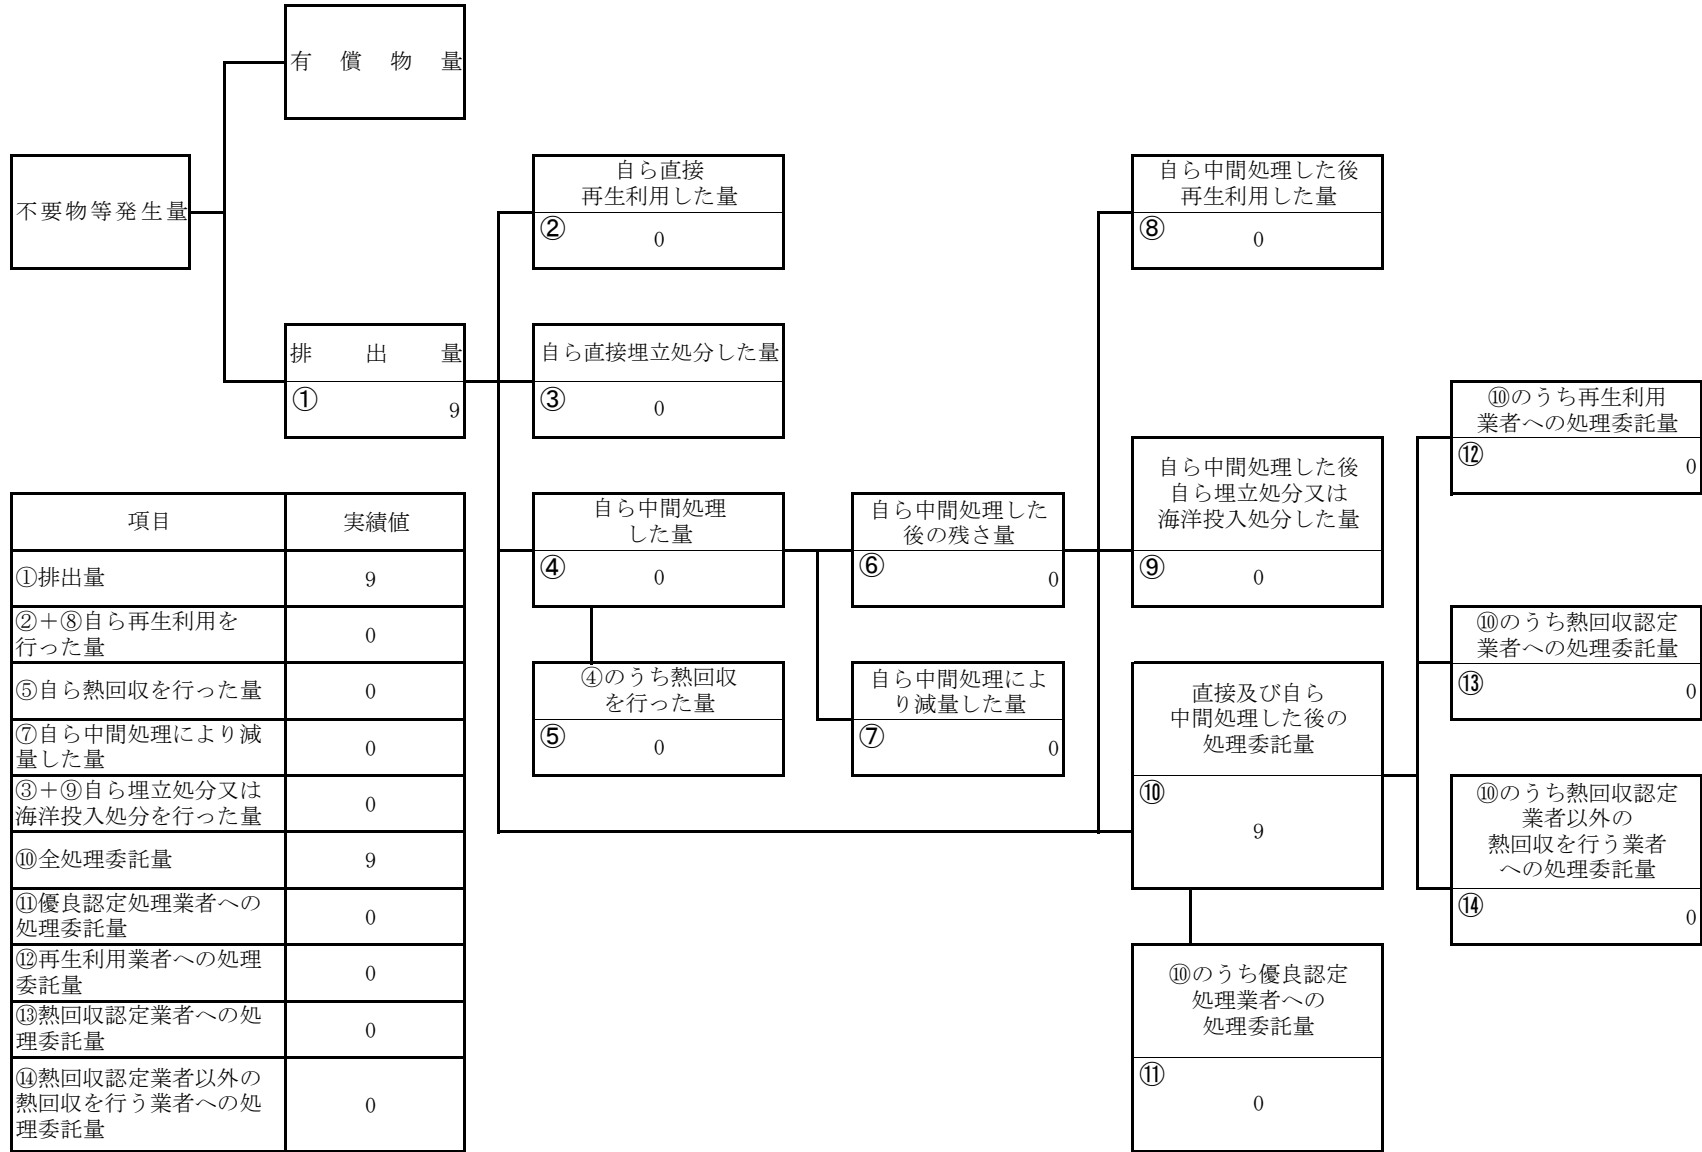 有償物量
不要物等発生量
排出量
①
9
自ら直接
再生利用した量
②
0
自ら直接埋立処分した量
③
0
自ら中間処理
した量
④
0
④のうち熱回収
を行った量
⑤
0
自ら中間処理した
後の残さ量
⑥
0
自ら中間処理によ
り減量した量
⑦
0
自ら中間処理した後
再生利用した量
⑧
0
自ら中間処理した後
自ら埋立処分又は
海洋投入処分した量
⑨
0
直接及び自ら
中間処理した後の
処理委託量
⑩
9
⑩のうち優良認定
処理業者への
処理委託量
⑪
0
⑩のうち再生利用
業者への処理委託量
⑫
0
⑩のうち熱回収認定
業者への処理委託量
⑬
0
⑩のうち熱回収認定
業者以外の
熱回収を行う業者
への処理委託量
⑭
0
項目 実績値
①排出量 9
②＋⑧自ら再生利用を
行った量 0
⑤自ら熱回収を行った量 0
⑦自ら中間処理により減
量した量 0
③＋⑨自ら埋立処分又は
海洋投入処分を行った量 0
⑩全処理委託量 9
⑪優良認定処理業者への
処理委託量 0
⑫再生利用業者への処理
委託量 0
⑬熱回収認定業者への処
理委託量 0
⑭熱回収認定業者以外の
熱回収を行う業者への処
理委託量 0